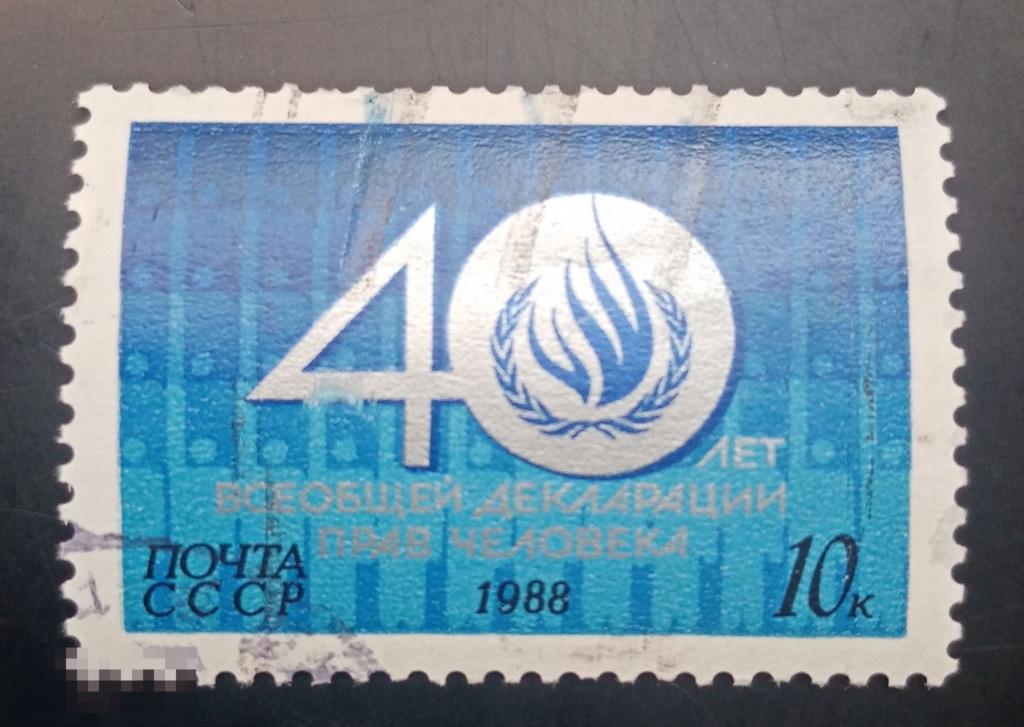 40
ЛЕТ
ВСЕОБЩЕЙ ДЕКЛАРАЦИИ
ПРАВ ЧЕЛОВЕКА
ПОЧТА
СССР
1988
10к